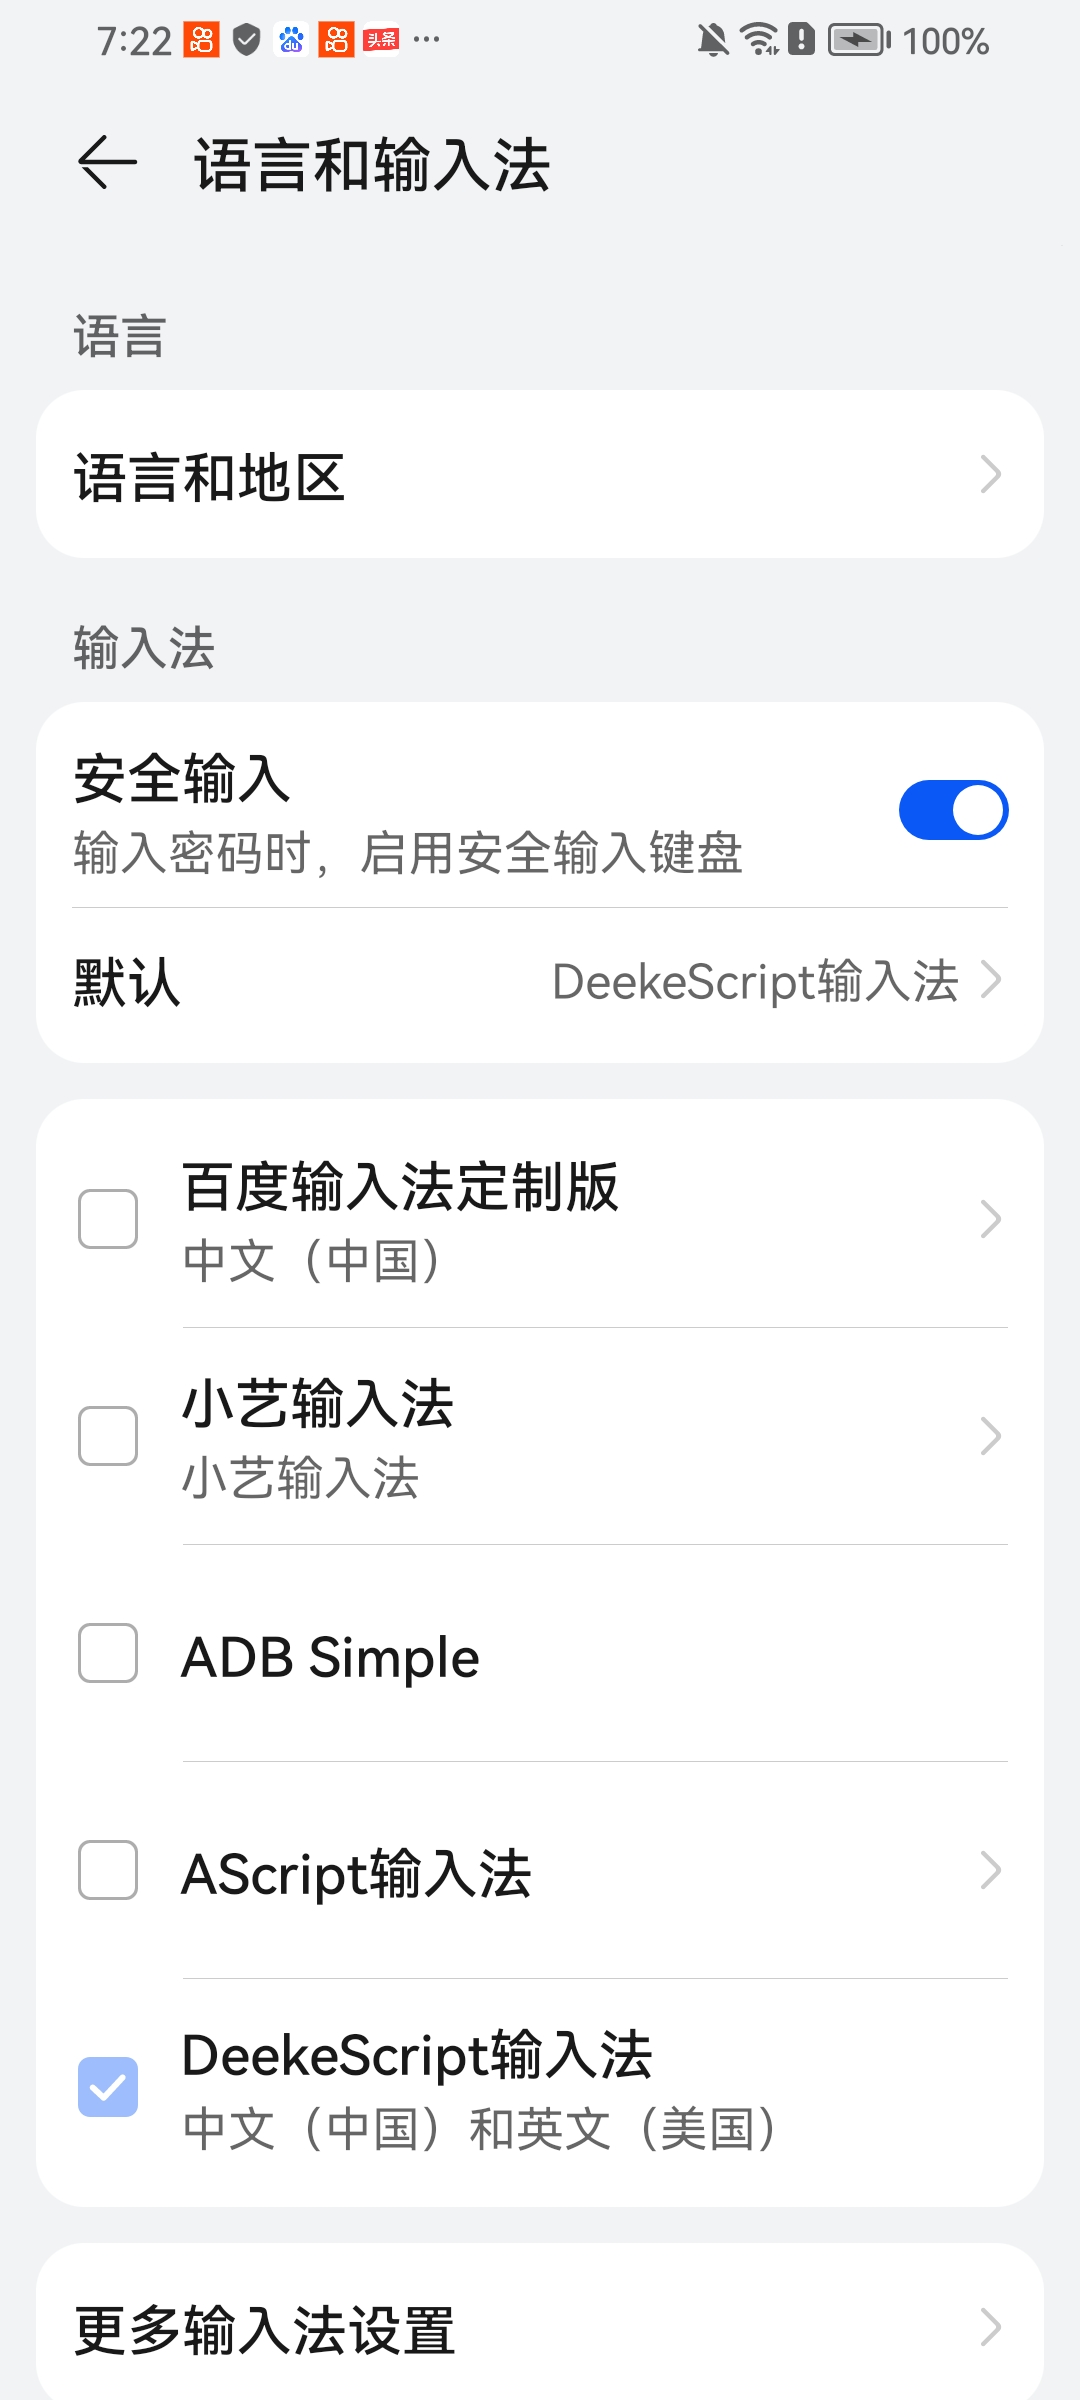 7:22 du 头条 ... 100%
语言和输入法
语言
语言和地区
输入法
安全输入
输入密码时，启用安全输入键盘
默认 DeekeScript输入法
百度输入法定制版
中文（中国）
小艺输入法
小艺输入法
ADB Simple
AScript输入法
DeekeScript输入法
中文（中国）和英文（美国）
更多输入法设置